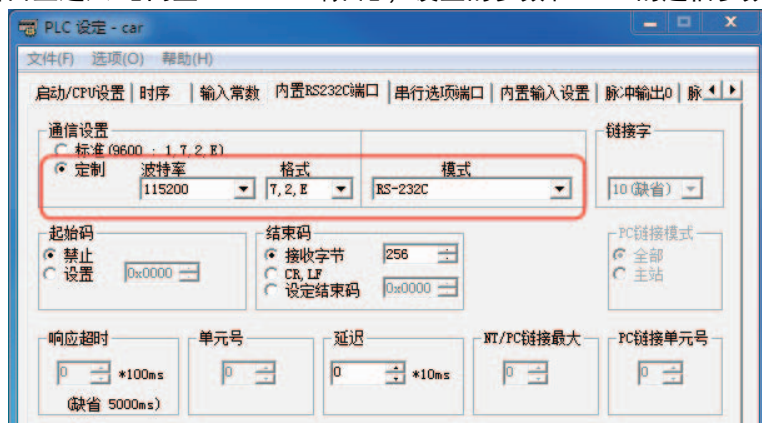 PLC 设定 - car
文件(F) 选项(O) 帮助(H)
启动/CPU设置 时序 输入常数 内置RS232C端口 串行选项端口 内置输入设置 脉冲输出0 脉
通信设置 链接字
标准(9600 : 1,7,2,E)
定制 波特率 格式 模式
115200 7,2,E RS-232C 10(缺省)
起始码 结束码 PC链接模式
禁止 接收字节 256 全部
设置 0x0000 CR,LF 主站
设定结束码 0x0000
响应超时 单元号 延迟 NT/PC链接最大 PC链接单元号
0 *100ms 0 0 *10ms 0 0
(缺省 5000ms)